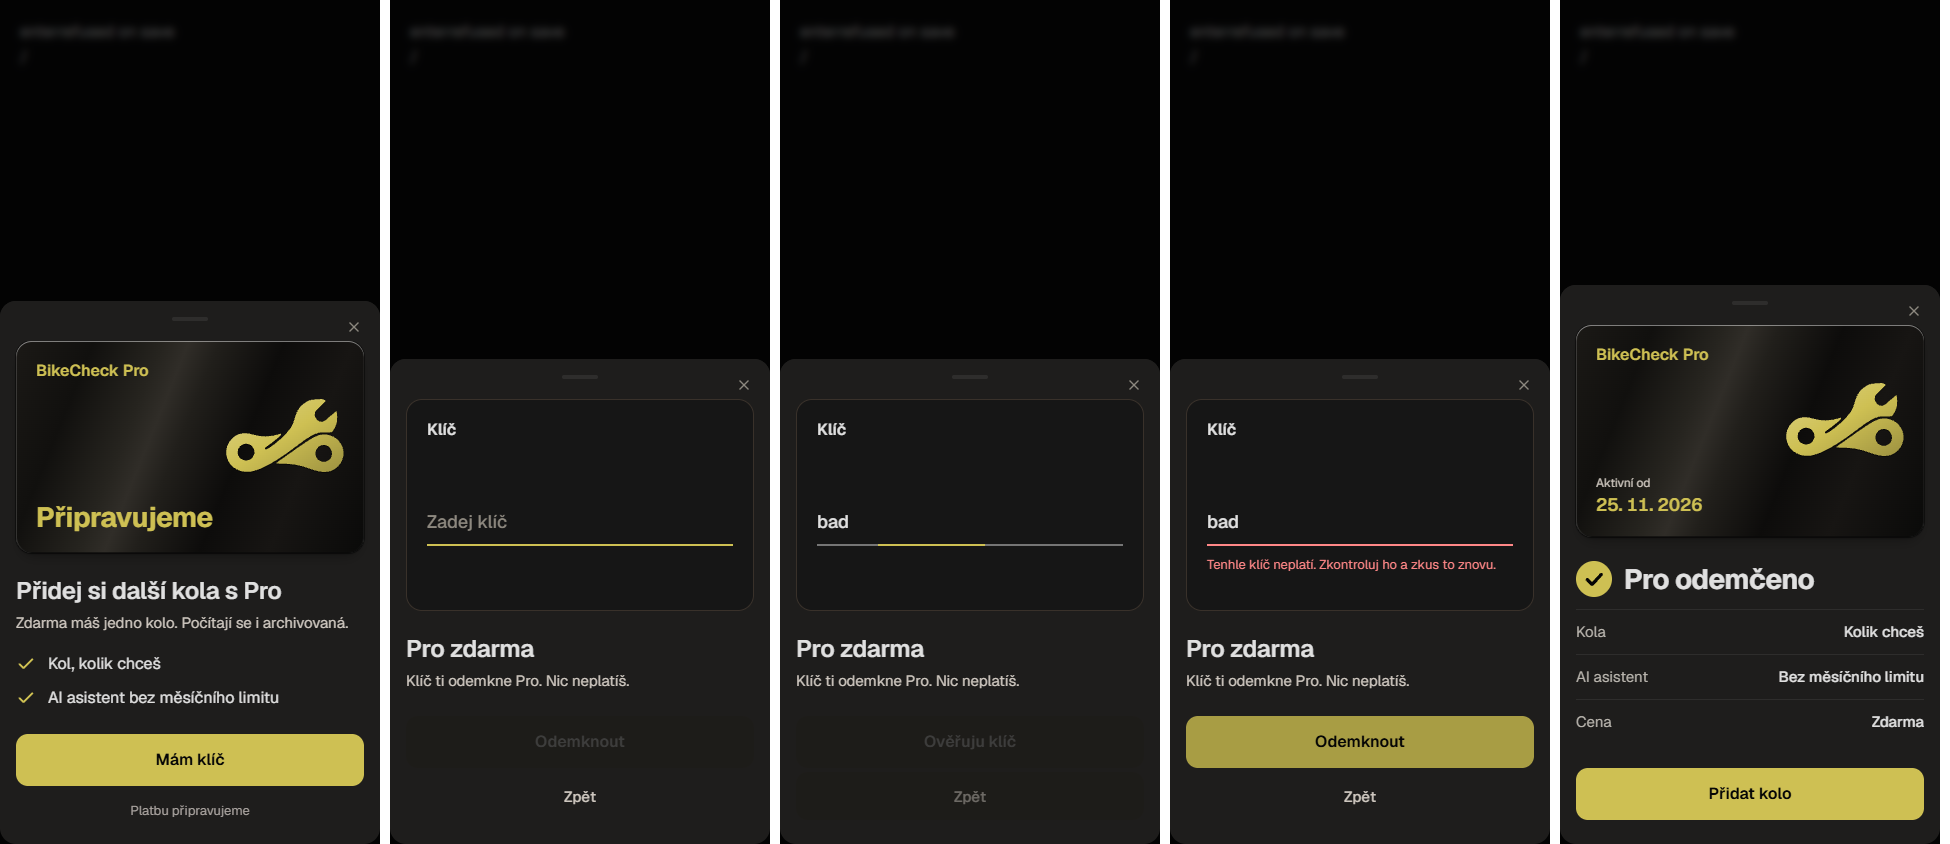 BikeCheck Pro
Připravujeme
Přidej si další kola s Pro
Zdarma máš jedno kolo. Počítají se i archivovaná.
Kol, kolik chceš
AI asistent bez měsíčního limitu
Mám klíč
Platbu připravujeme
Klíč
Zadej klíč
Pro zdarma
Klíč ti odemkne Pro. Nic neplatíš.
Odemknout
Zpět
Klíč
bad
Pro zdarma
Klíč ti odemkne Pro. Nic neplatíš.
Ověřuju klíč
Zpět
Klíč
bad
Tenhle klíč neplatí. Zkontroluj ho a zkus to znovu.
Pro zdarma
Klíč ti odemkne Pro. Nic neplatíš.
Odemknout
Zpět
BikeCheck Pro
Aktivní od
25. 11. 2026
Pro odemčeno
Kola
Kolik chceš
AI asistent
Bez měsíčního limitu
Cena
Zdarma
Přidat kolo